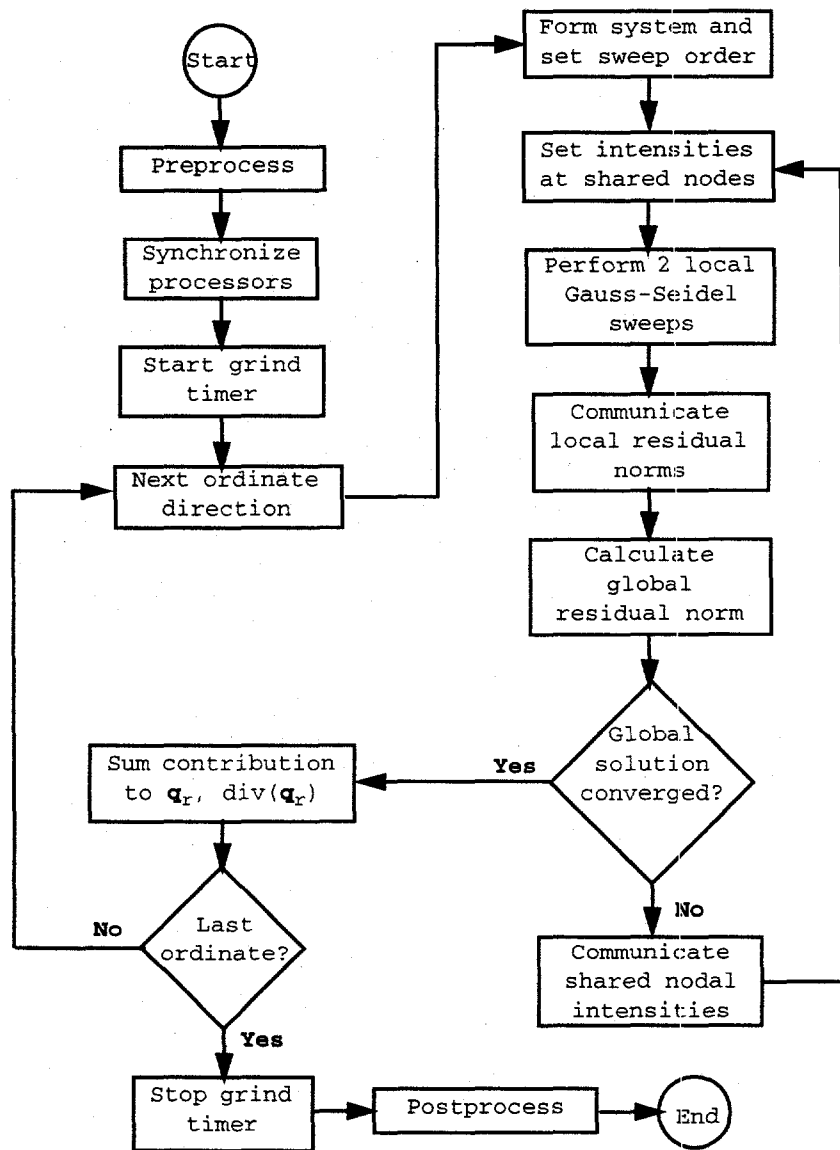 Start
Preprocess
Synchronize
processors
Start grind
timer
Next ordinate
direction
Form system and
set sweep order
Set intensities
at shared nodes
Perform 2 local
Gauss-Seidel
sweeps
Communicate
local residual
norms
Calculate
global
residual norm
Global
solution
converged?
Yes
No
Communicate
shared nodal
intensities
Sum contribution
to qr, div(qr)
Last
ordinate?
No
Yes
Stop grind
timer
Postprocess
End